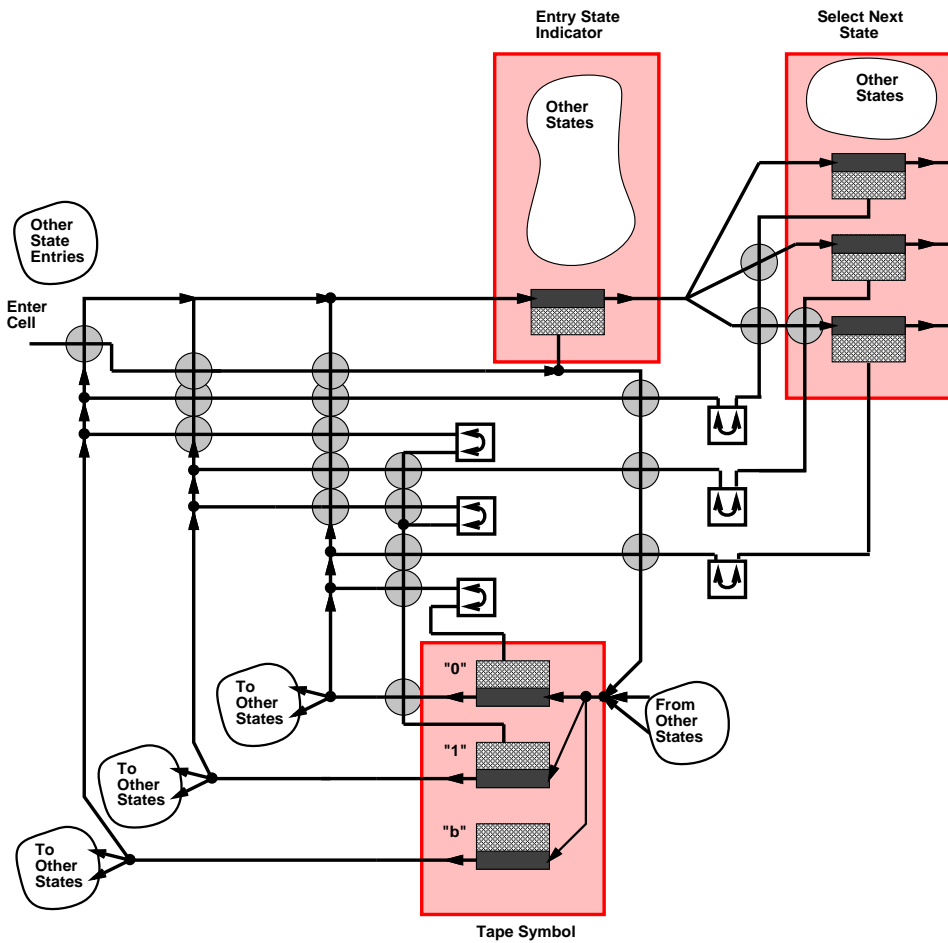 Entry State
Indicator
Select Next
State
Other
States
Other
States
Other
State
Entries
Enter
Cell
"0"
To
Other
States
From
Other
States
"1"
To
Other
States
"b"
To
Other
States
Tape Symbol